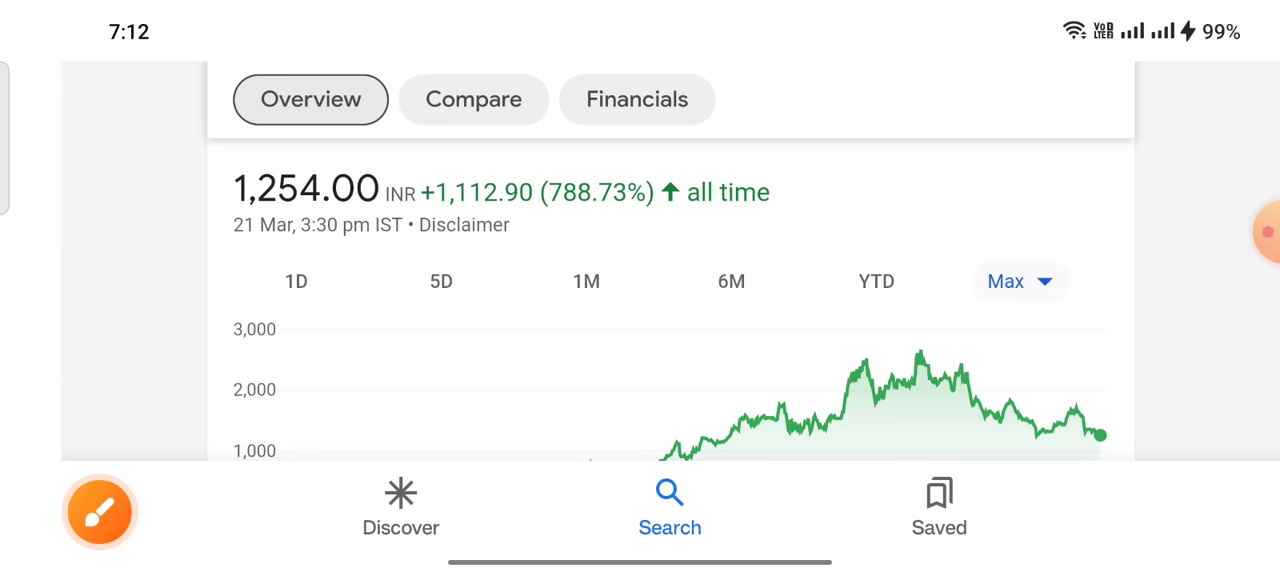 7:12 VoD LTED 99%
Overview Compare Financials
1,254.00 INR +1,112.90 (788.73%) ↑ all time
21 Mar, 3:30 pm IST • Disclaimer
1D 5D 1M 6M YTD Max
3,000
2,000
1,000
Discover Search Saved